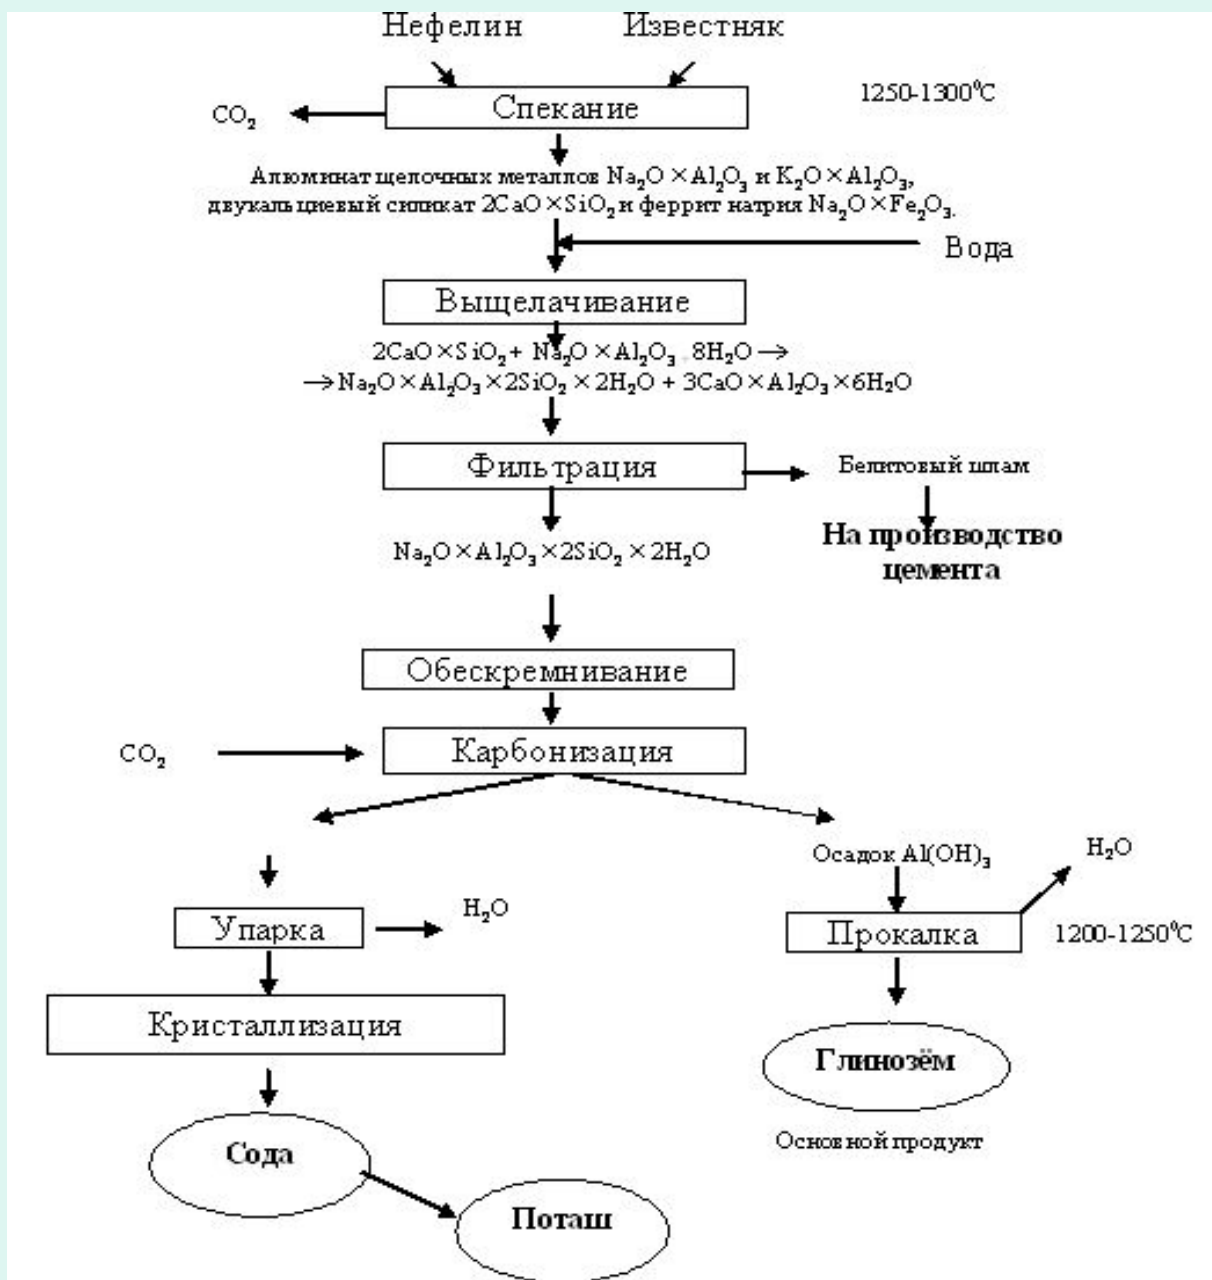 Нефелин Известняк
1250-1300⁰C
Спекание
CO₂
Алюминат щелочных металлов Na₂O×Al₂O₃ и K₂O×Al₂O₃,
двукальциевый силикат 2CaO×SiO₂ и феррит натрия Na₂O×Fe₂O₃.
Вода
Выщелачивание
2CaO×SiO₂ + Na₂O×Al₂O₃ . 8H₂O →
→Na₂O×Al₂O₃×2SiO₂×2H₂O + 3CaO×Al₂O₃×6H₂O
Фильтрация
Белитовый шлам
На производство
цемента
Na₂O×Al₂O₃×2SiO₂×2H₂O
Обескремнивание
CO₂
Карбонизация
Осадок Al(OH)₃
H₂O
Упарка
H₂O
Прокалка
1200-1250⁰C
Кристаллизация
Глинозём
Основной продукт
Сода
Поташ